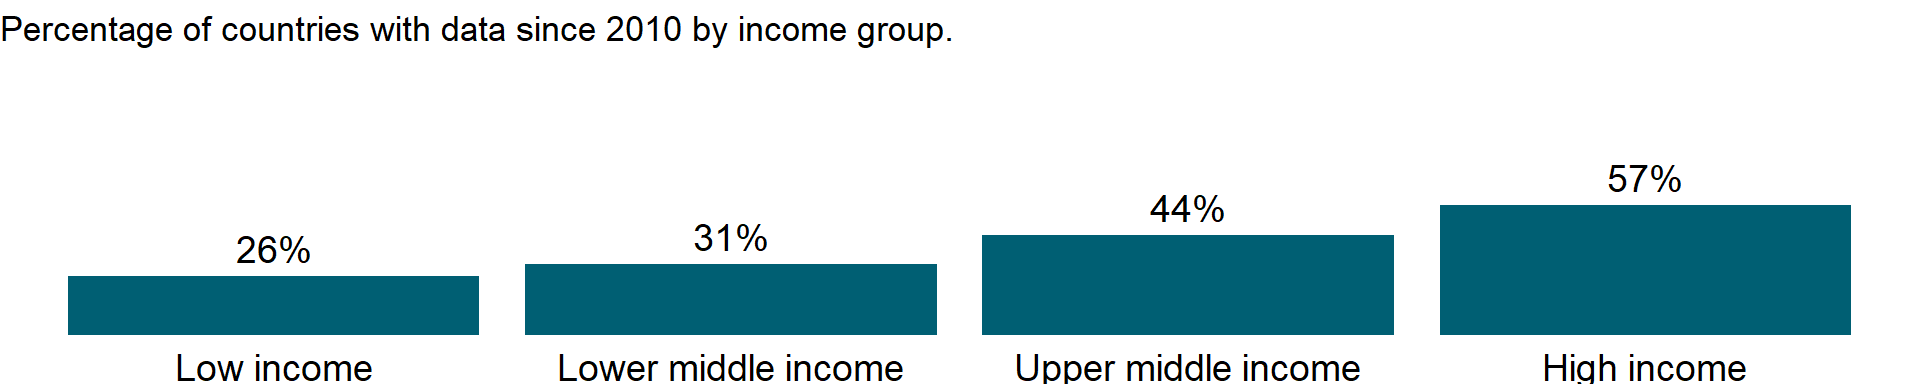 Percentage of countries with data since 2010 by income group.
26%
31%
44%
57%
Low income
Lower middle income
Upper middle income
High income